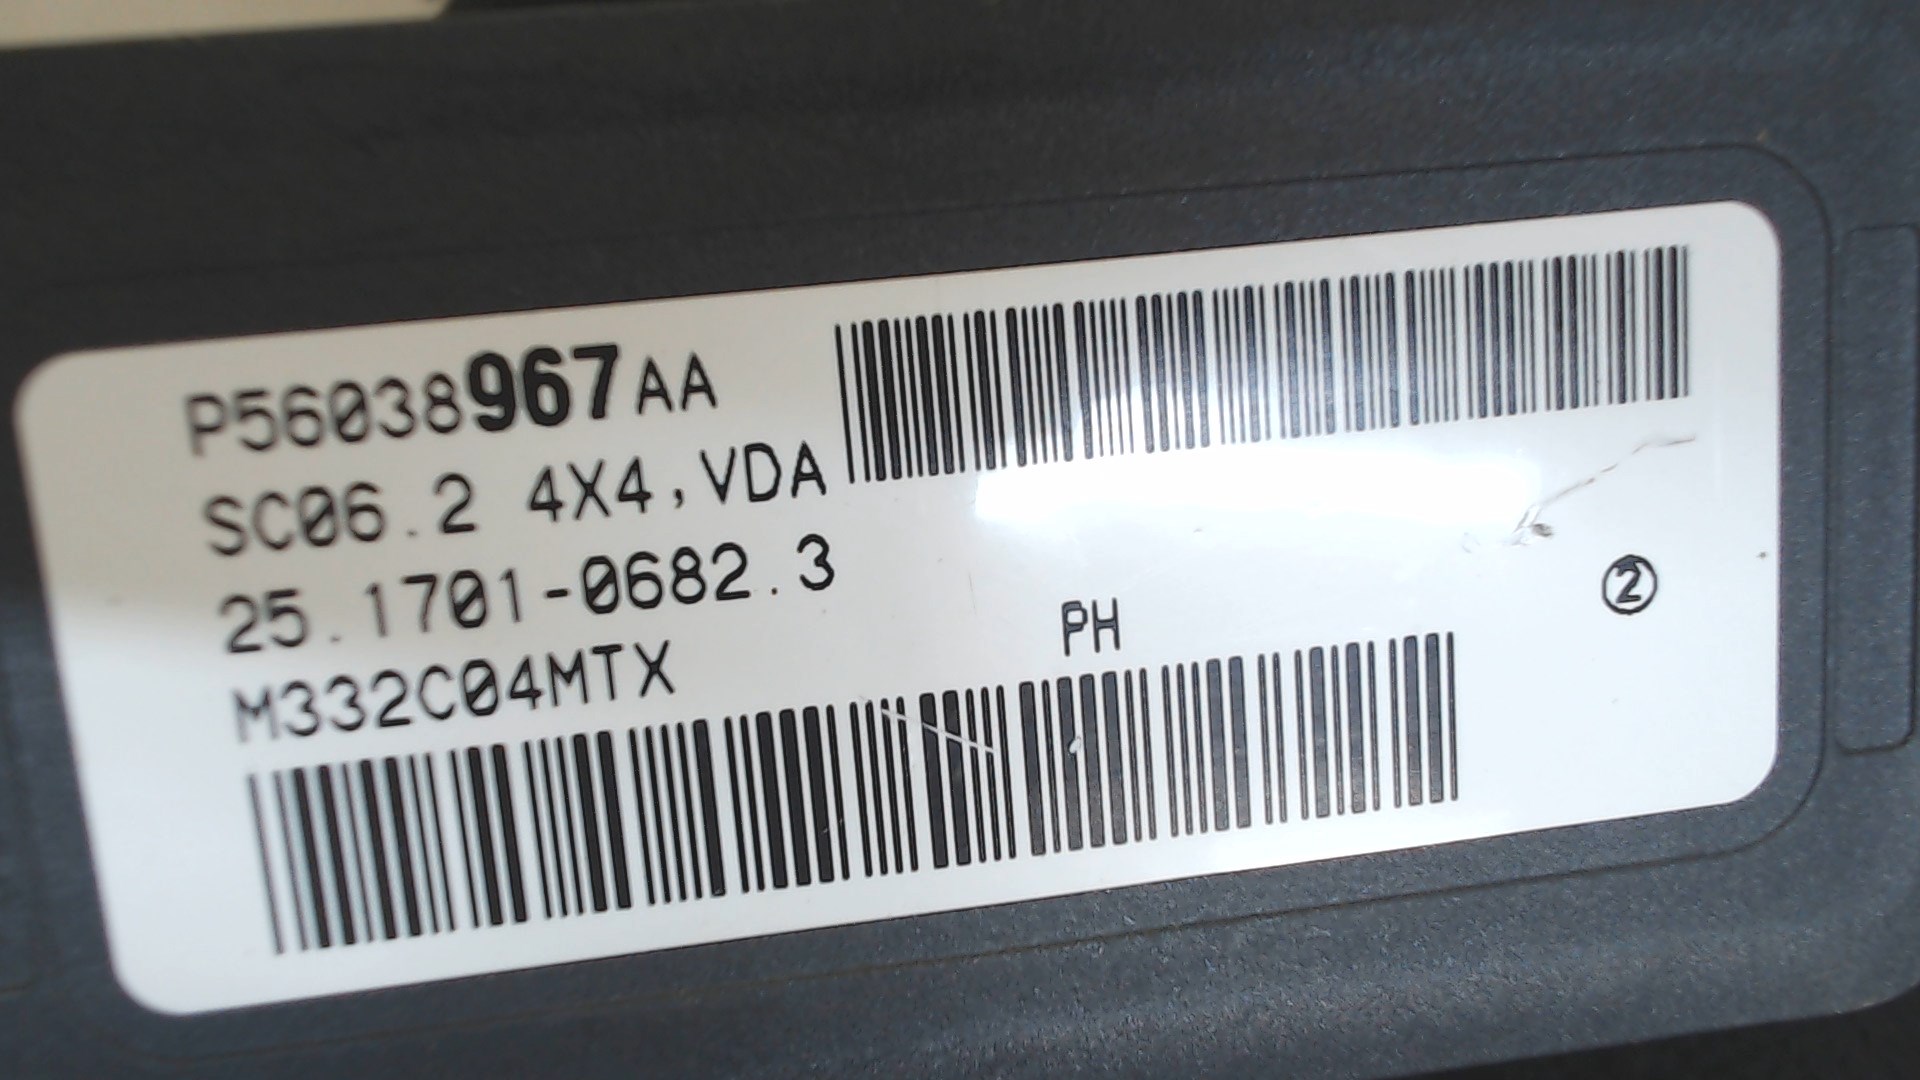 P56038967AA
SC06.2 4X4,VDA
25.1701-0682.3
M332C04MTX
PH
2